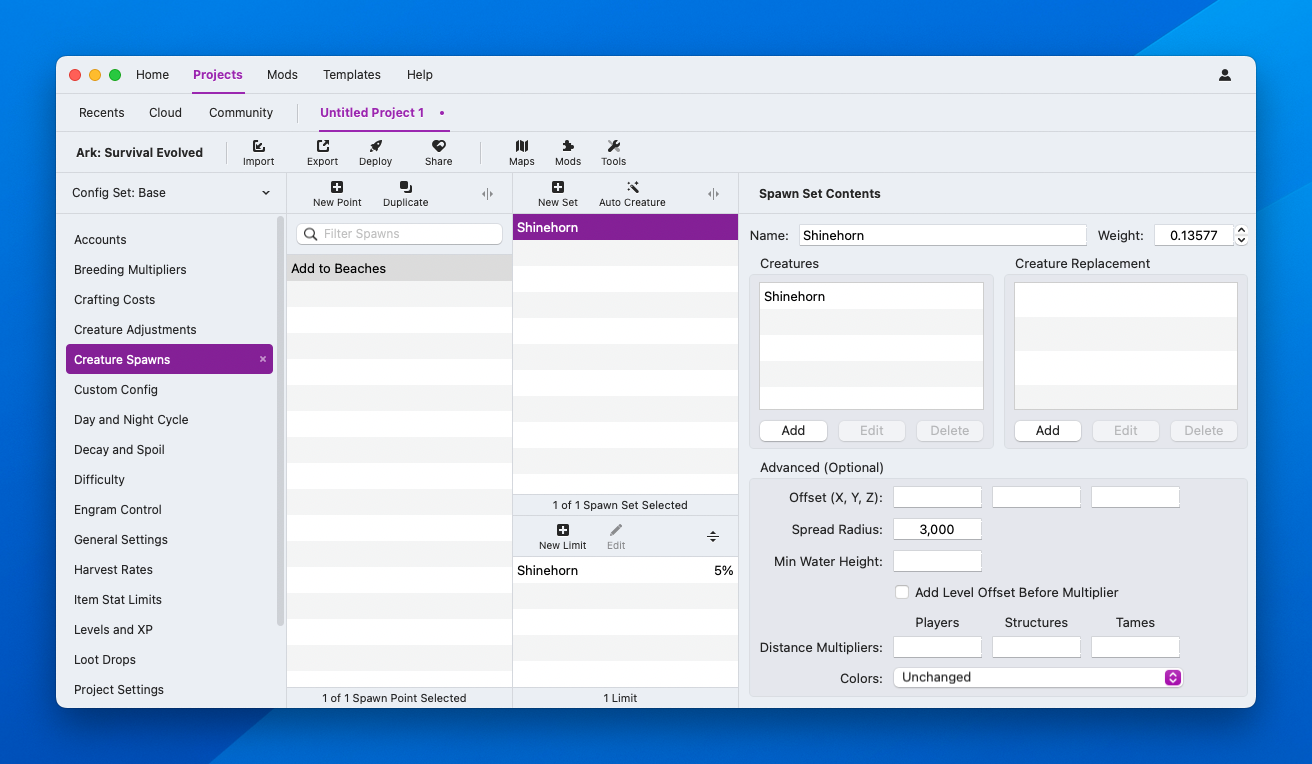 Home Projects Mods Templates Help
Recents Cloud Community Untitled Project 1 •
Ark: Survival Evolved Import Export Deploy Share Maps Mods Tools
Config Set: Base
Accounts
Breeding Multipliers
Crafting Costs
Creature Adjustments
Creature Spawns ×
Custom Config
Day and Night Cycle
Decay and Spoil
Difficulty
Engram Control
General Settings
Harvest Rates
Item Stat Limits
Levels and XP
Loot Drops
Project Settings
New Point Duplicate
Filter Spawns
Add to Beaches
1 of 1 Spawn Point Selected
New Set Auto Creature
Shinehorn
1 of 1 Spawn Set Selected
New Limit Edit
Shinehorn 5%
1 Limit
Spawn Set Contents
Name: Shinehorn Weight: 0.13577
Creatures
Shinehorn
Add Edit Delete
Creature Replacement
Add Edit Delete
Advanced (Optional)
Offset (X, Y, Z):
Spread Radius: 3,000
Min Water Height:
Add Level Offset Before Multiplier
Players Structures Tames
Distance Multipliers:
Colors: Unchanged